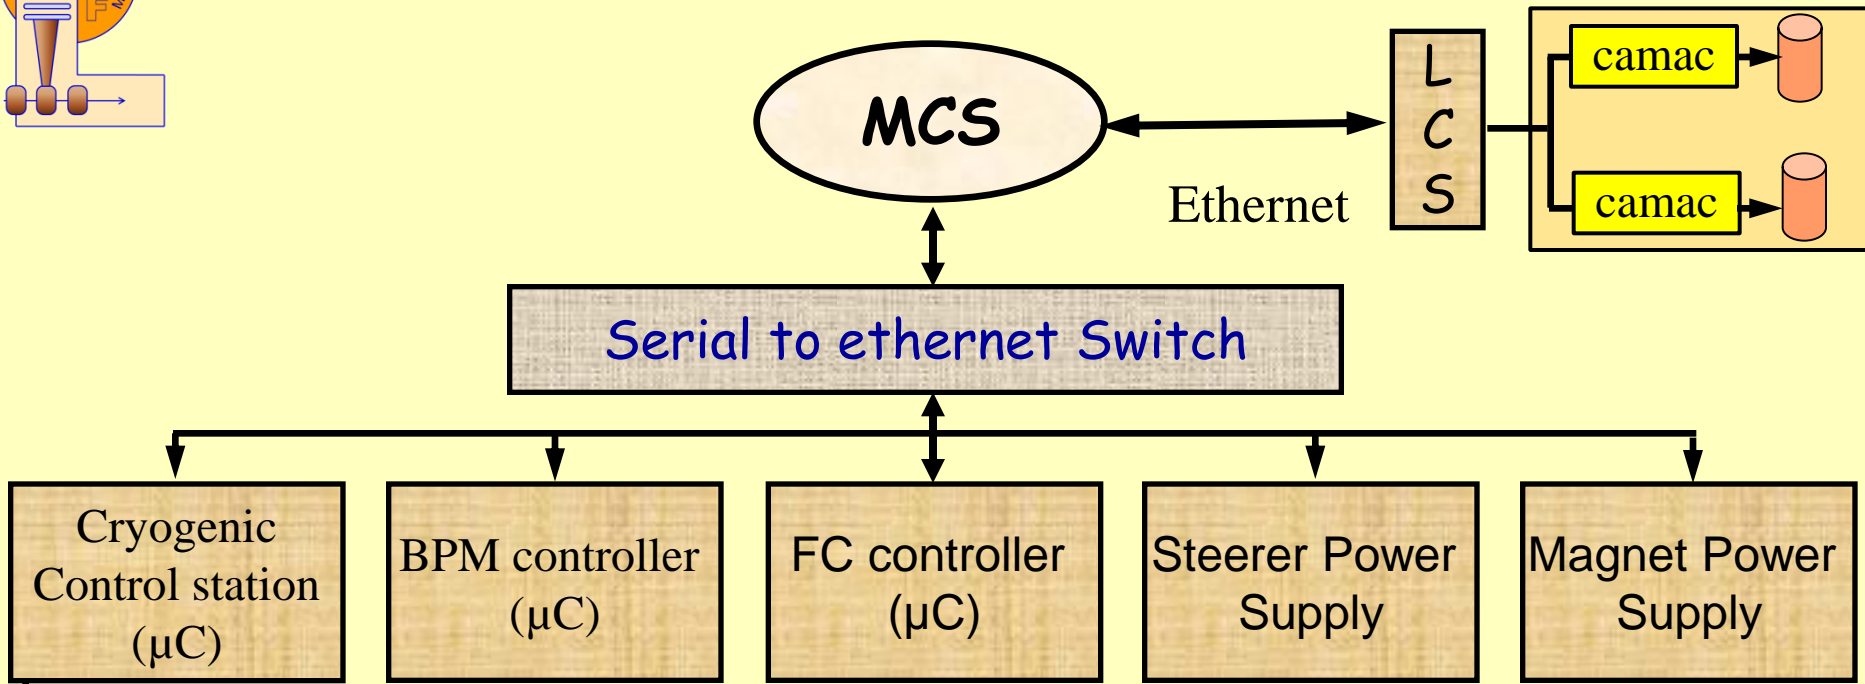 F
M
MCS
Ethernet
L
C
S
camac
camac
Serial to ethernet Switch
Cryogenic
Control station
(µC)
BPM controller
(µC)
FC controller
(µC)
Steerer Power
Supply
Magnet Power
Supply